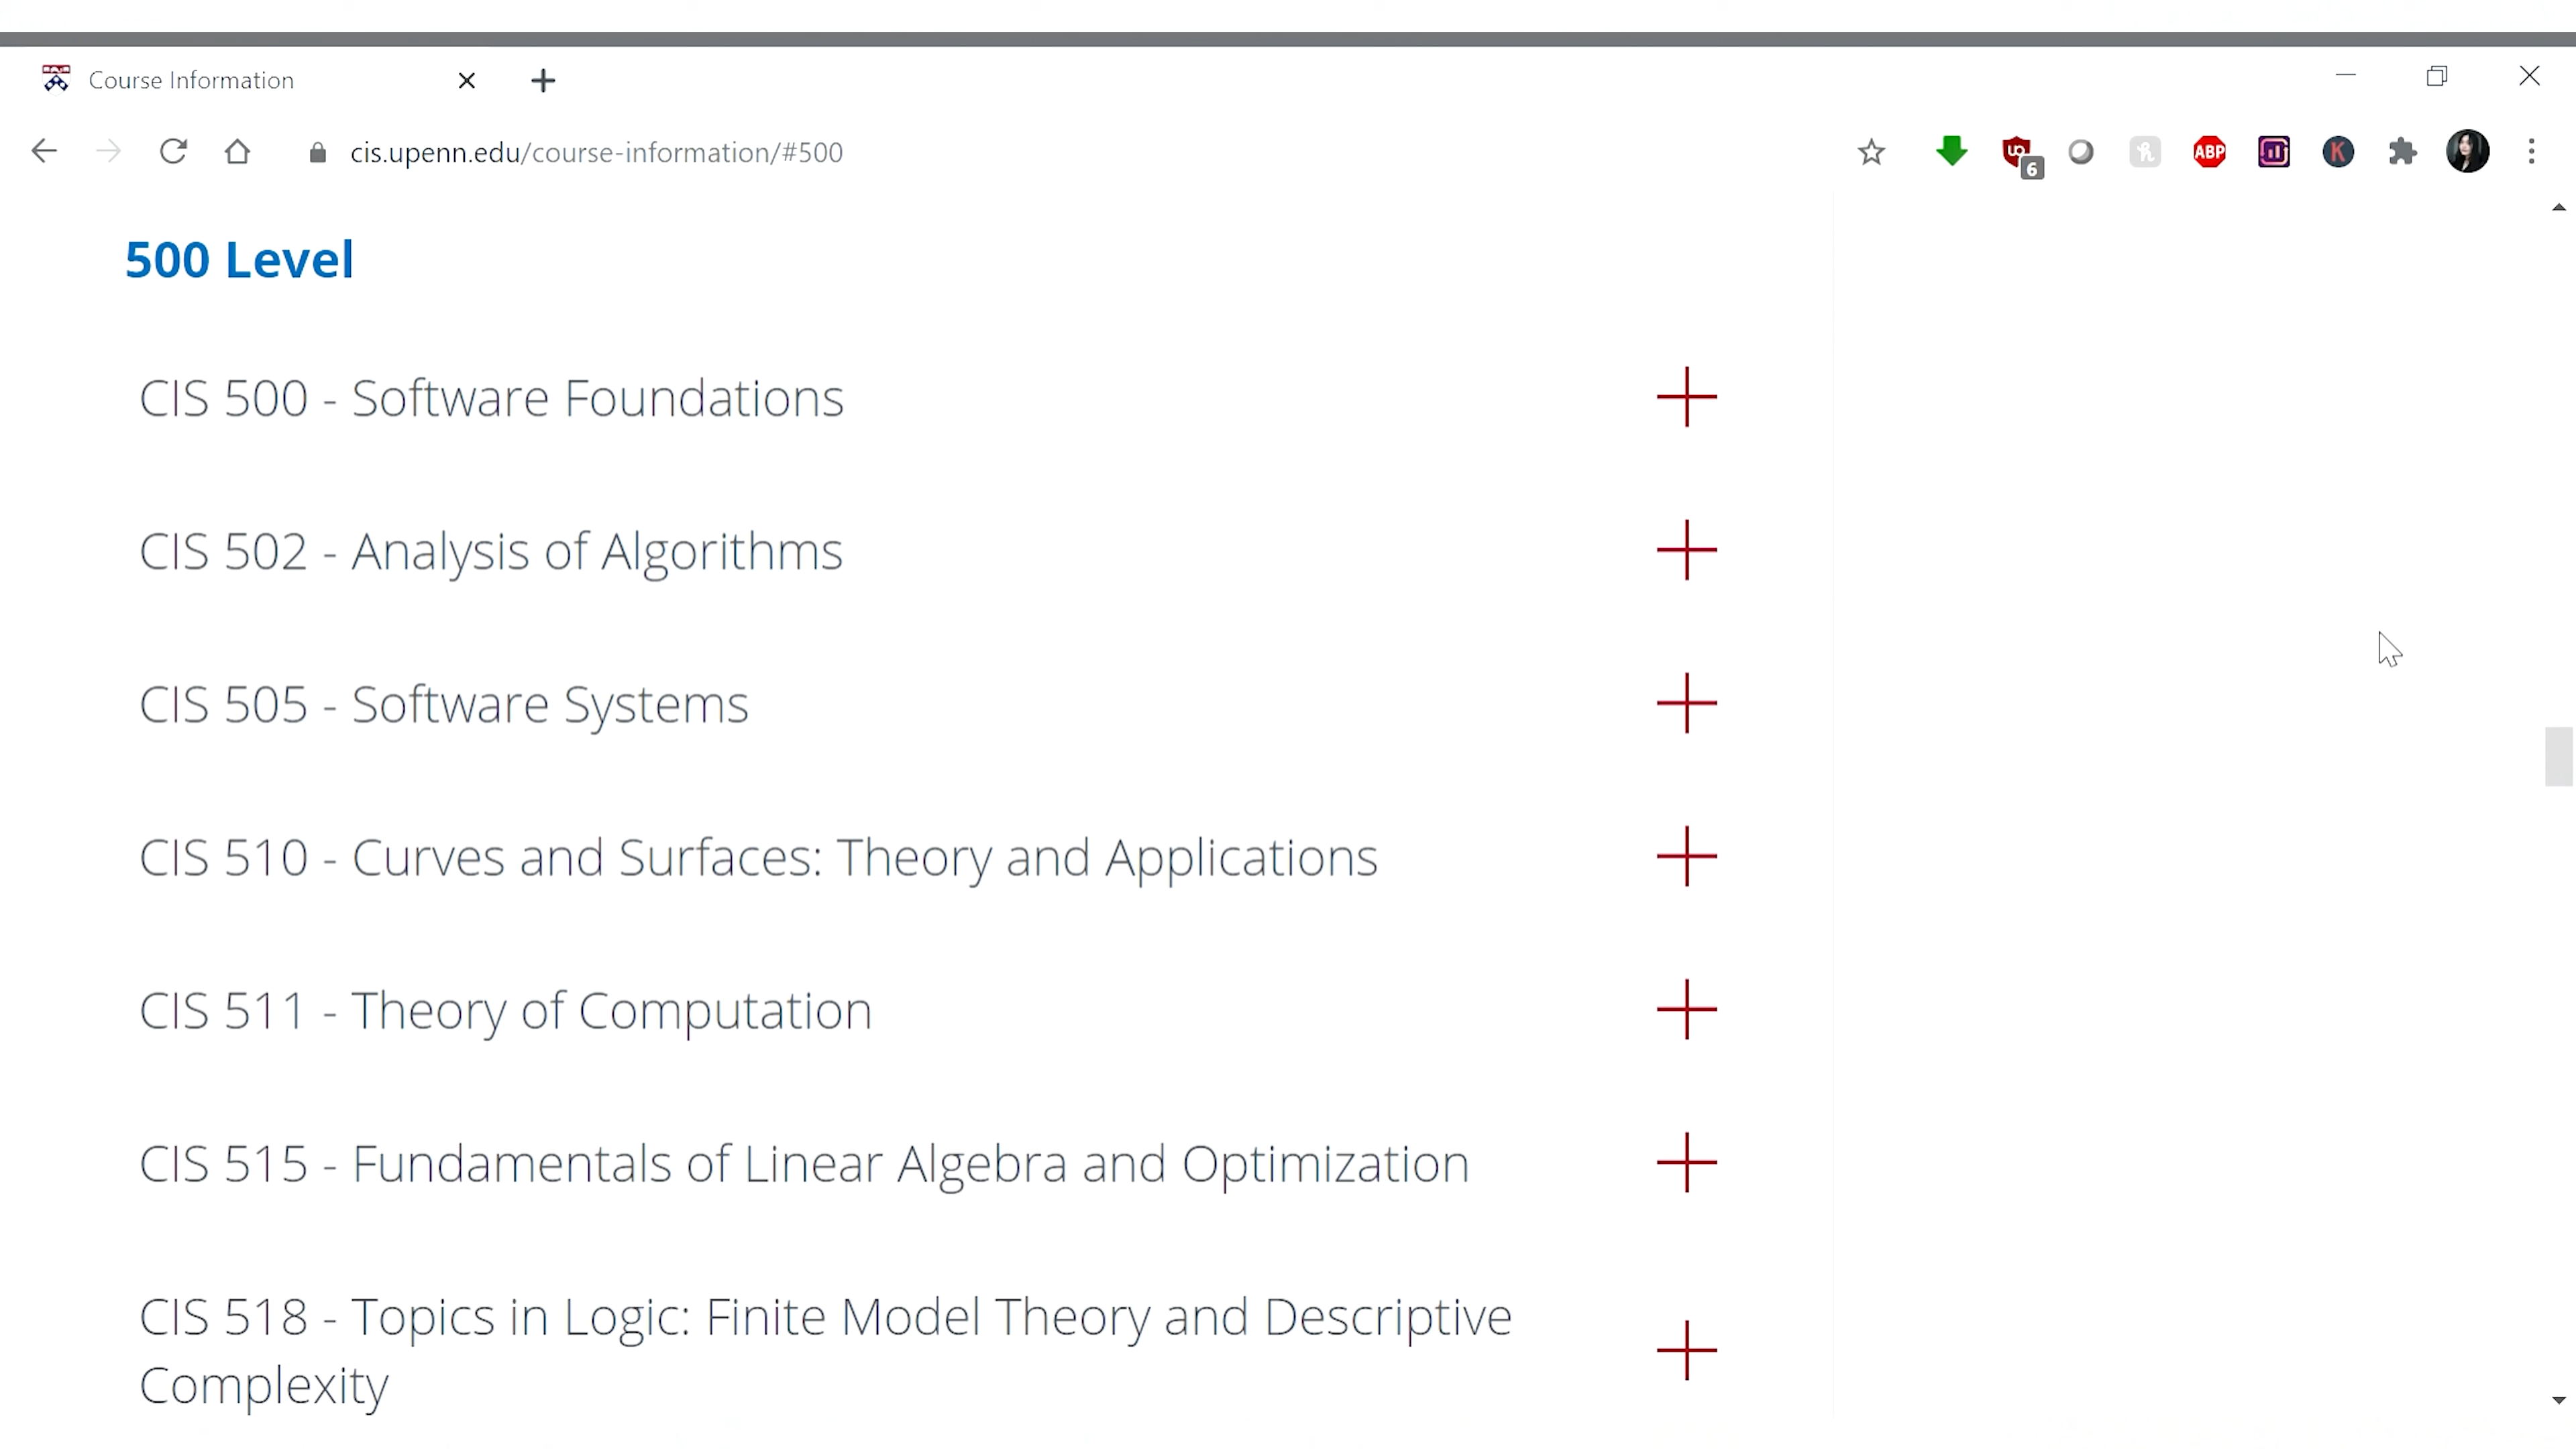 Course Information
cis.upenn.edu/course-information/#500
6
ABP
K
500 Level
CIS 500 - Software Foundations
CIS 502 - Analysis of Algorithms
CIS 505 - Software Systems
CIS 510 - Curves and Surfaces: Theory and Applications
CIS 511 - Theory of Computation
CIS 515 - Fundamentals of Linear Algebra and Optimization
CIS 518 - Topics in Logic: Finite Model Theory and Descriptive
Complexity